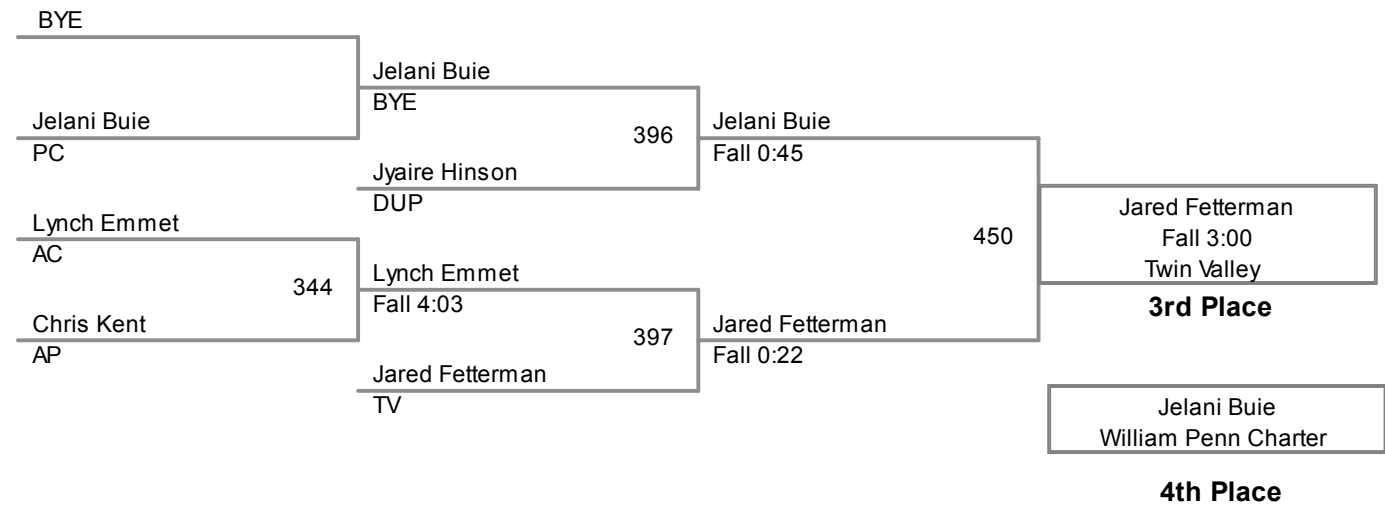 BYE
Jelani Buie
BYE
Jelani Buie
PC
396
Jelani Buie
Fall 0:45
Jyaire Hinson
DUP
Lynch Emmet
AC
344
Lynch Emmet
Fall 4:03
Chris Kent
AP
397
Jared Fetterman
Fall 0:22
Jared Fetterman
TV
450
Jared Fetterman
Fall 3:00
Twin Valley
3rd Place
Jelani Buie
William Penn Charter
4th Place